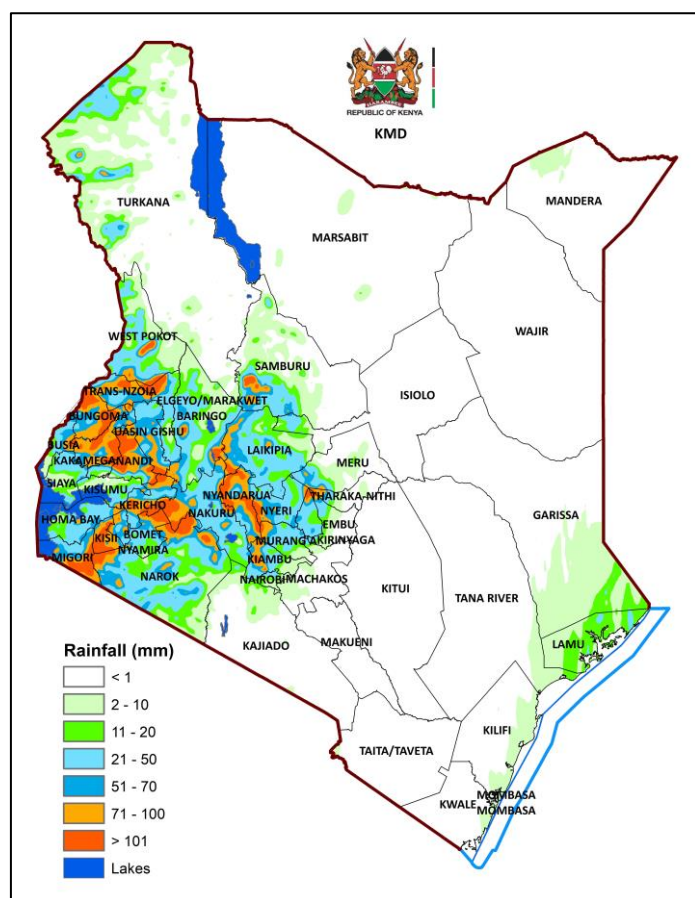 REPUBLIC OF KENYA
KMD
MANDERA
TURKANA
MARSABIT
WAJIR
WEST POKOT
SAMBURU
TRANS-NZOIA
ISIOLO
ELGEYO/MARAKWET
BUNGOMA
BARINGO
UASIN GISHU
BUSIA
LAIKIPIA
KAKAMEGA
NANDI
MERU
SIAYA
KISUMU
NYANDARUA
THARAKA-NITHI
KERICHO
NAKURU
NYERI
GARISSA
HOMA BAY
EMBU
BOMET
KISII
MURANG'A
KIRINYAGA
NYAMIRA
MIGORI
KIAMBU
NAROK
NAIROBI
MACHAKOS
KITUI
TANA RIVER
KAJIADO
MAKUENI
LAMU
Rainfall (mm)
< 1
2 - 10
11 - 20
21 - 50
51 - 70
71 - 100
> 101
Lakes
KILIFI
TAITA/TAVETA
MOMBASA
KWALE
MOMBASA